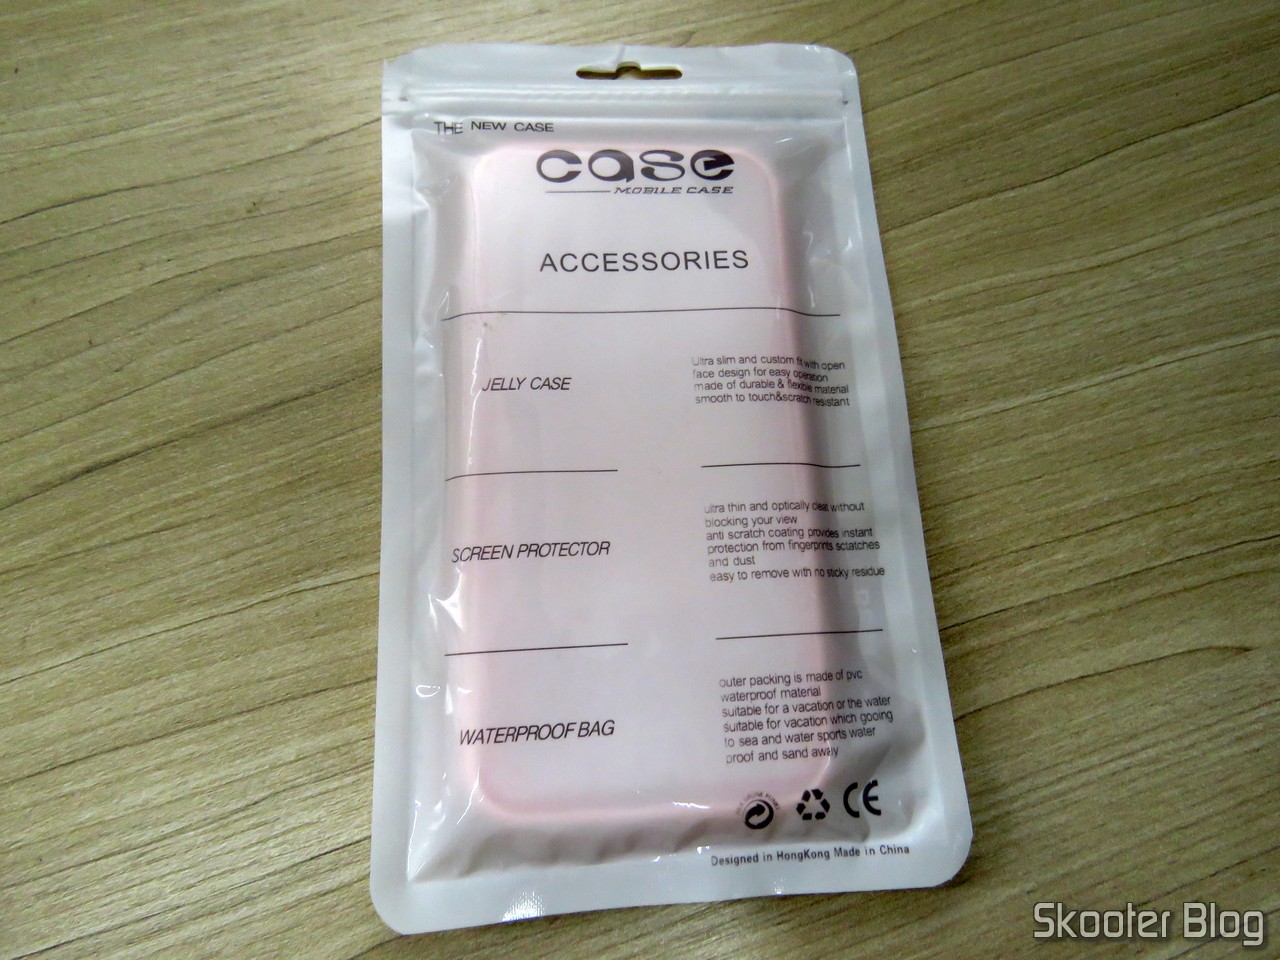 THE NEW CASE
case
MOBILE CASE
ACCESSORIES
JELLY CASE
Ultra slim and custom fit with open
face design for easy operation
made of durable & flexible material
smooth to touch&scratch resistant
SCREEN PROTECTOR
ultra thin and optically clear without
blocking your view
anti scratch coating provides instant
protection from fingerprints sctatches
and dust
easy to remove with no sticky residue
WATERPROOF BAG
outer packing is made of pvc
waterproof material
suitable for a vacation or the water
suitable for vacation which gooing
to sea and water sports water
proof and sand away
CE
Designed in HongKong Made in China
Skooter Blog